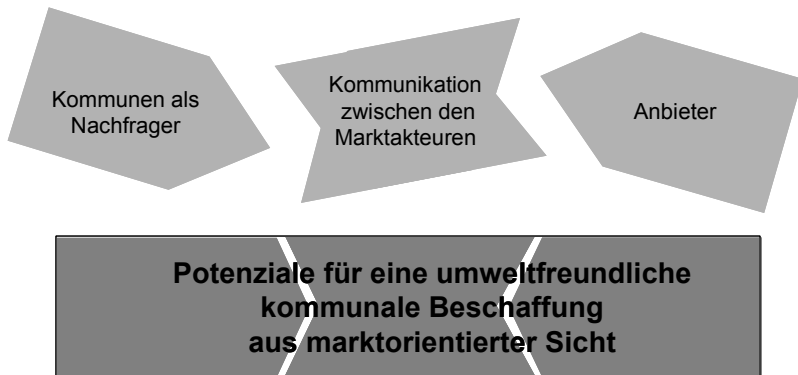 Kommunen als
Nachfrager
Kommunikation
zwischen den
Marktakteuren
Anbieter
Potenziale für eine umweltfreundliche
kommunale Beschaffung
aus marktorientierter Sicht